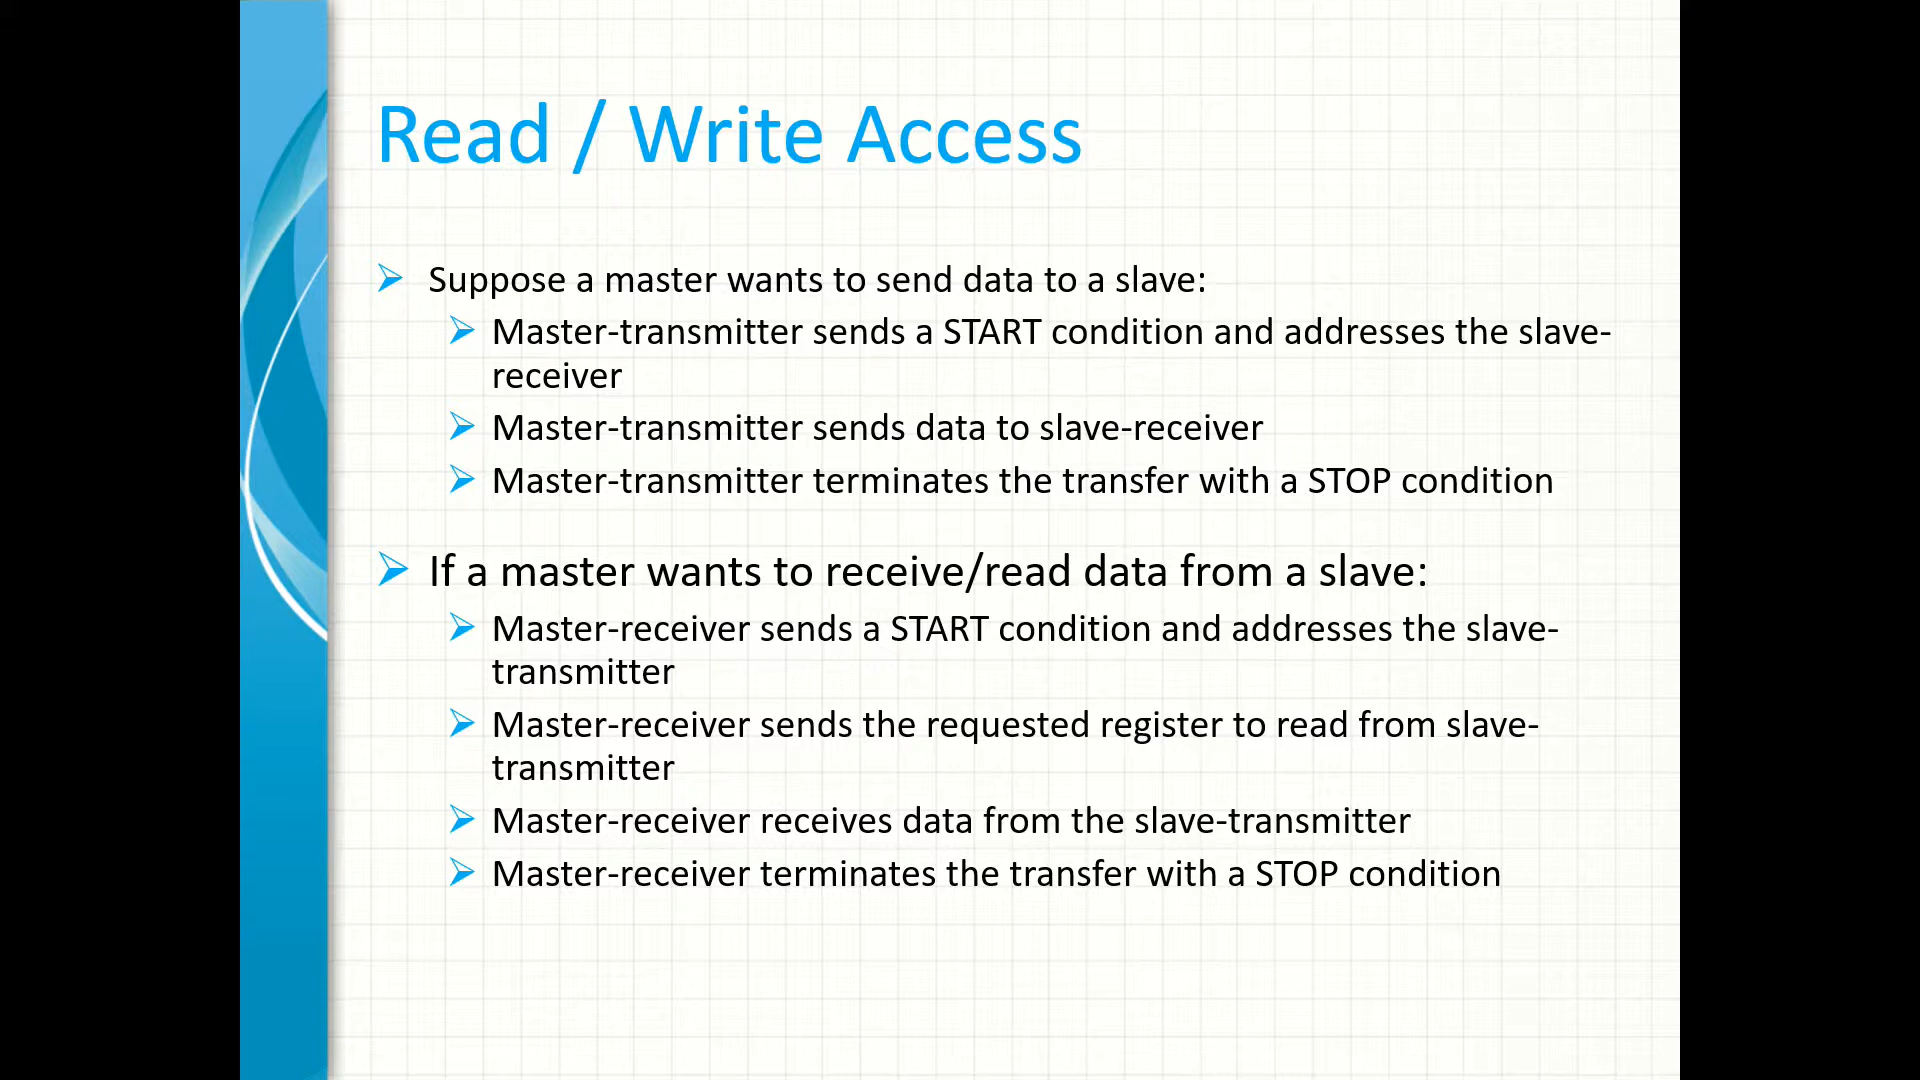 Read / Write Access
Suppose a master wants to send data to a slave:
Master-transmitter sends a START condition and addresses the slave-
receiver
Master-transmitter sends data to slave-receiver
Master-transmitter terminates the transfer with a STOP condition
If a master wants to receive/read data from a slave:
Master-receiver sends a START condition and addresses the slave-
transmitter
Master-receiver sends the requested register to read from slave-
transmitter
Master-receiver receives data from the slave-transmitter
Master-receiver terminates the transfer with a STOP condition